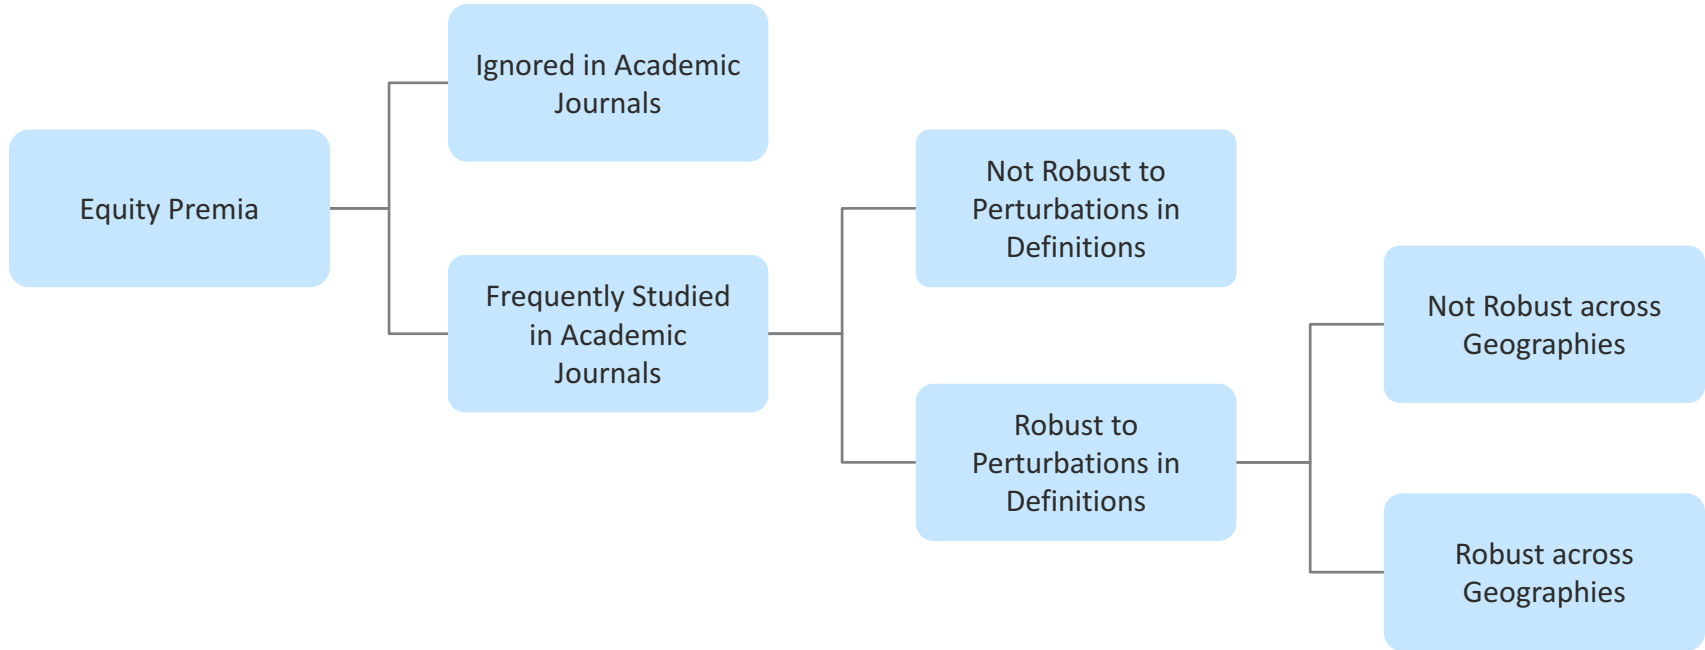 Equity Premia
Ignored in Academic
Journals
Frequently Studied
in Academic
Journals
Not Robust to
Perturbations in
Definitions
Robust to
Perturbations in
Definitions
Not Robust across
Geographies
Robust across
Geographies